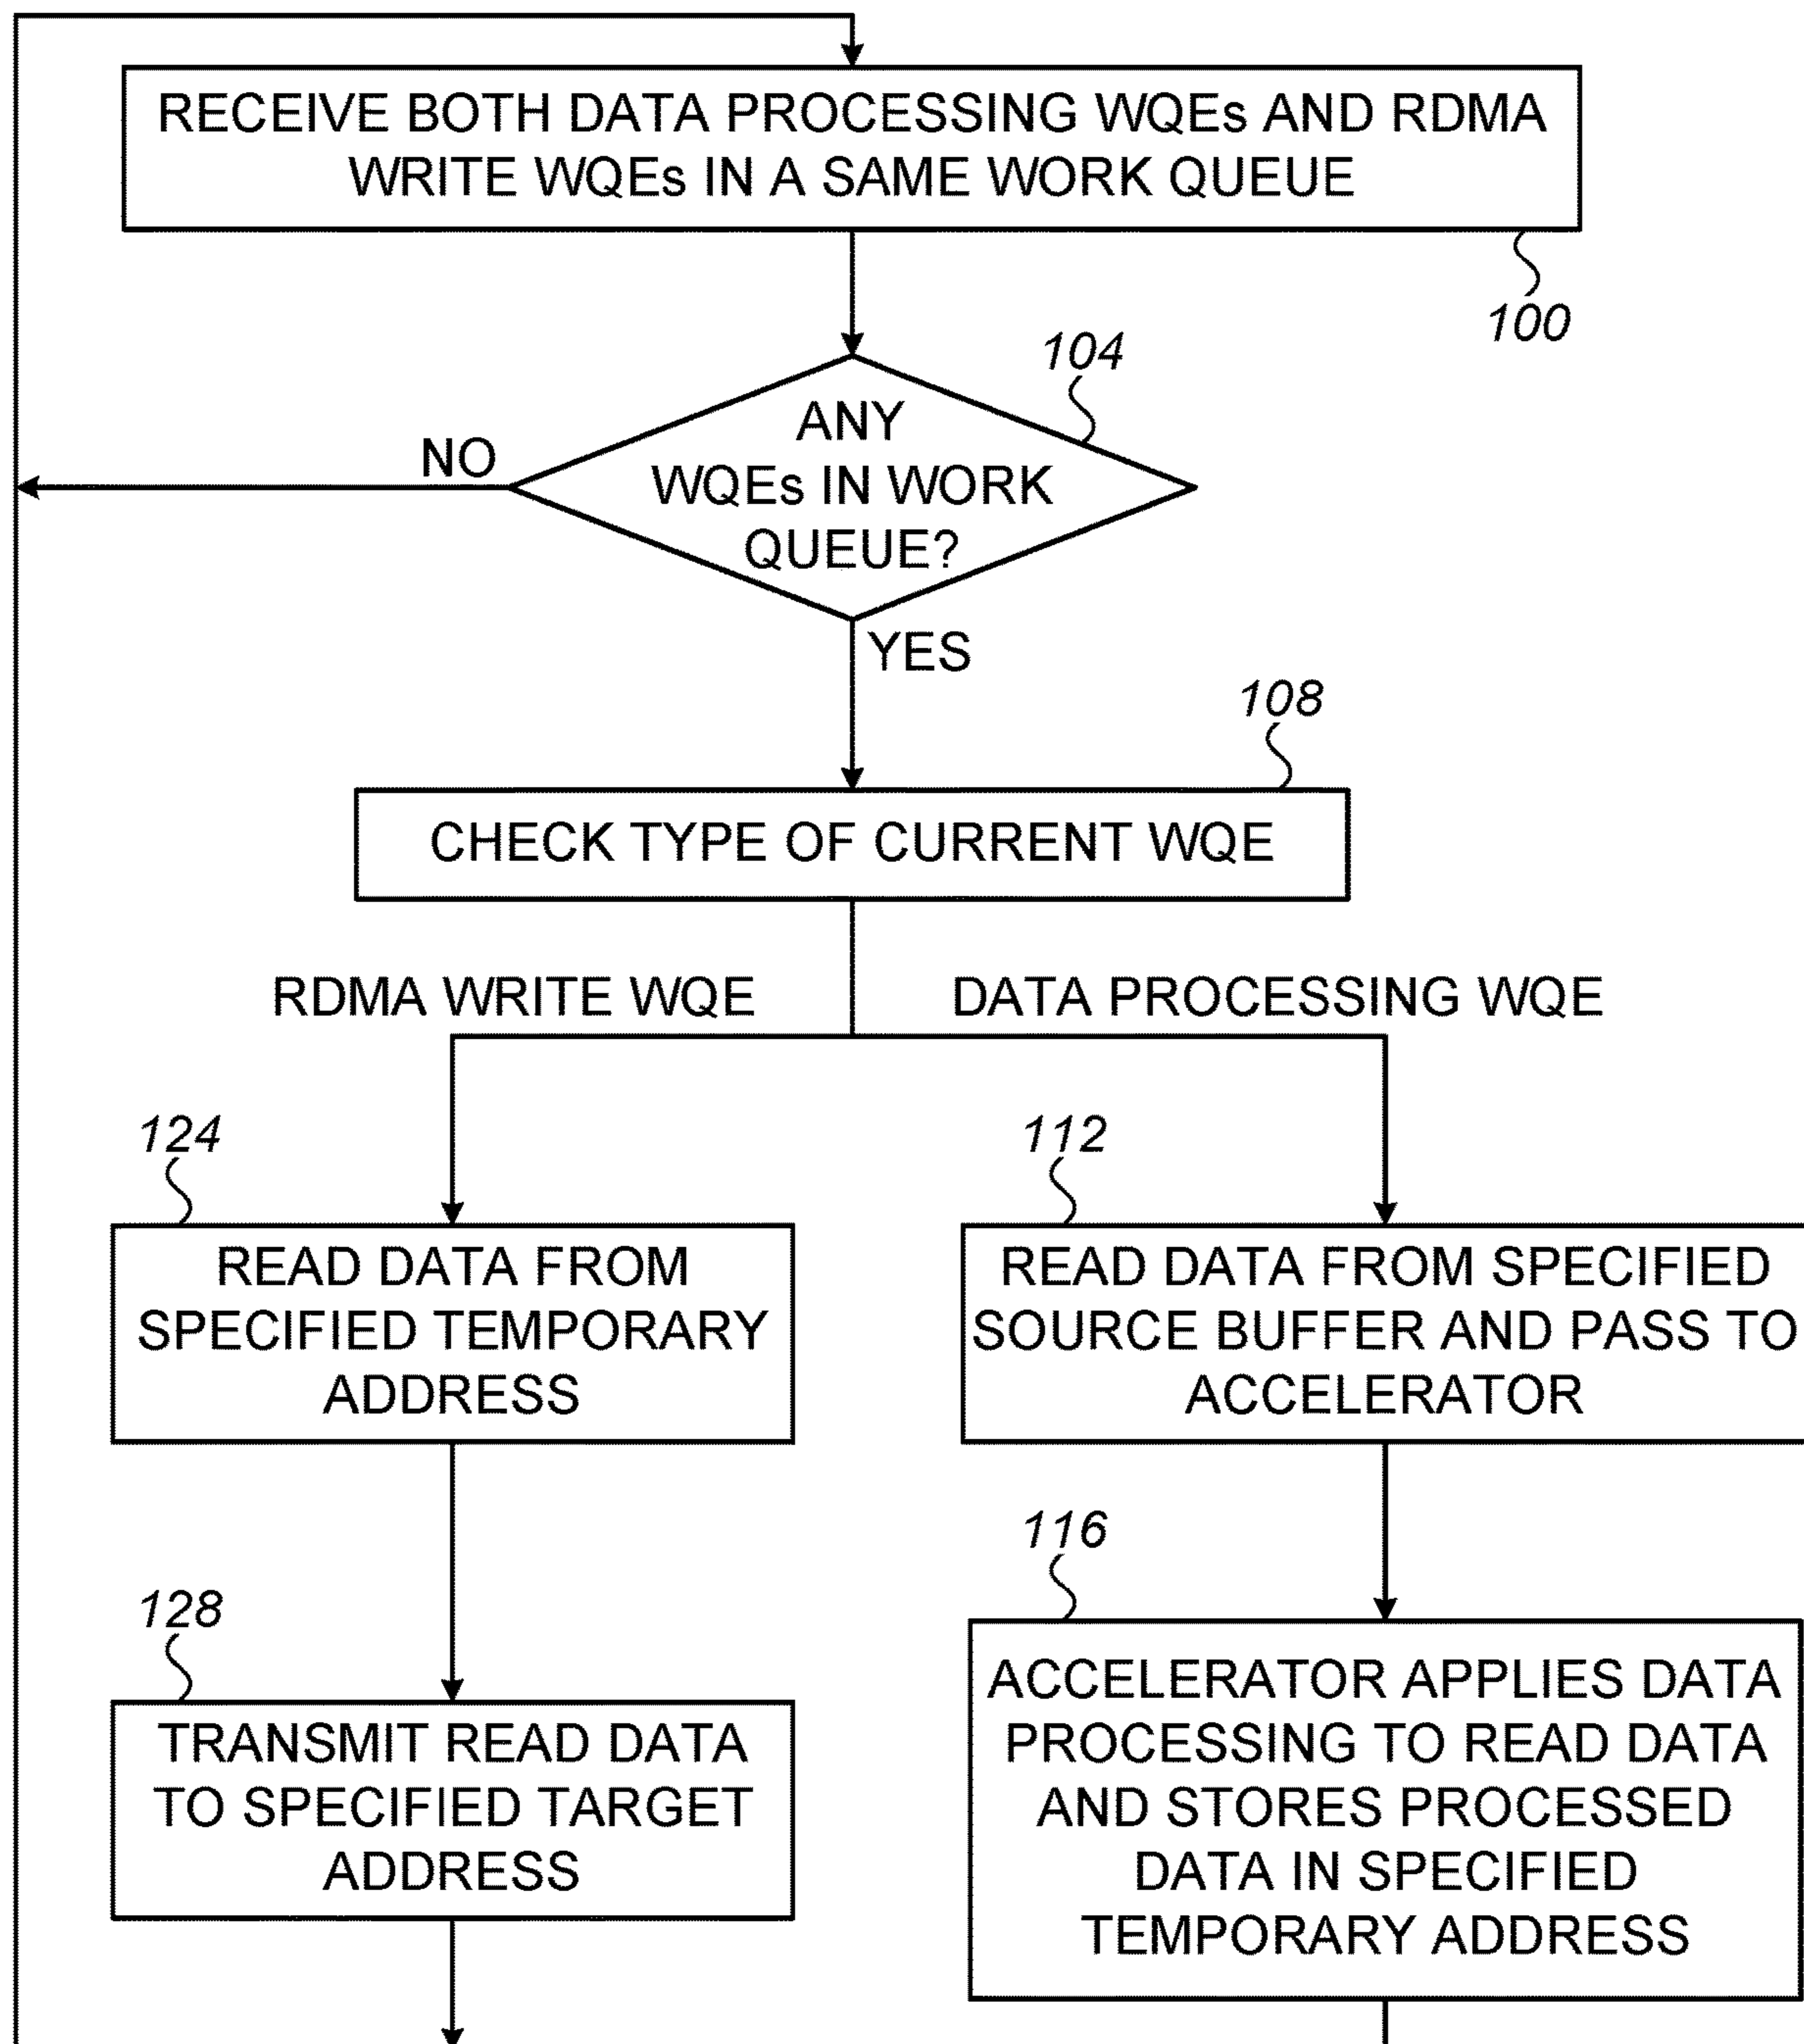 RECEIVE BOTH DATA PROCESSING WQEs AND RDMA
WRITE WQEs IN A SAME WORK QUEUE
100
104
ANY
WQEs IN WORK
QUEUE?
NO
YES
108
CHECK TYPE OF CURRENT WQE
RDMA WRITE WQE
DATA PROCESSING WQE
124
READ DATA FROM
SPECIFIED TEMPORARY
ADDRESS
112
READ DATA FROM SPECIFIED
SOURCE BUFFER AND PASS TO
ACCELERATOR
128
TRANSMIT READ DATA
TO SPECIFIED TARGET
ADDRESS
116
ACCELERATOR APPLIES DATA
PROCESSING TO READ DATA
AND STORES PROCESSED
DATA IN SPECIFIED
TEMPORARY ADDRESS